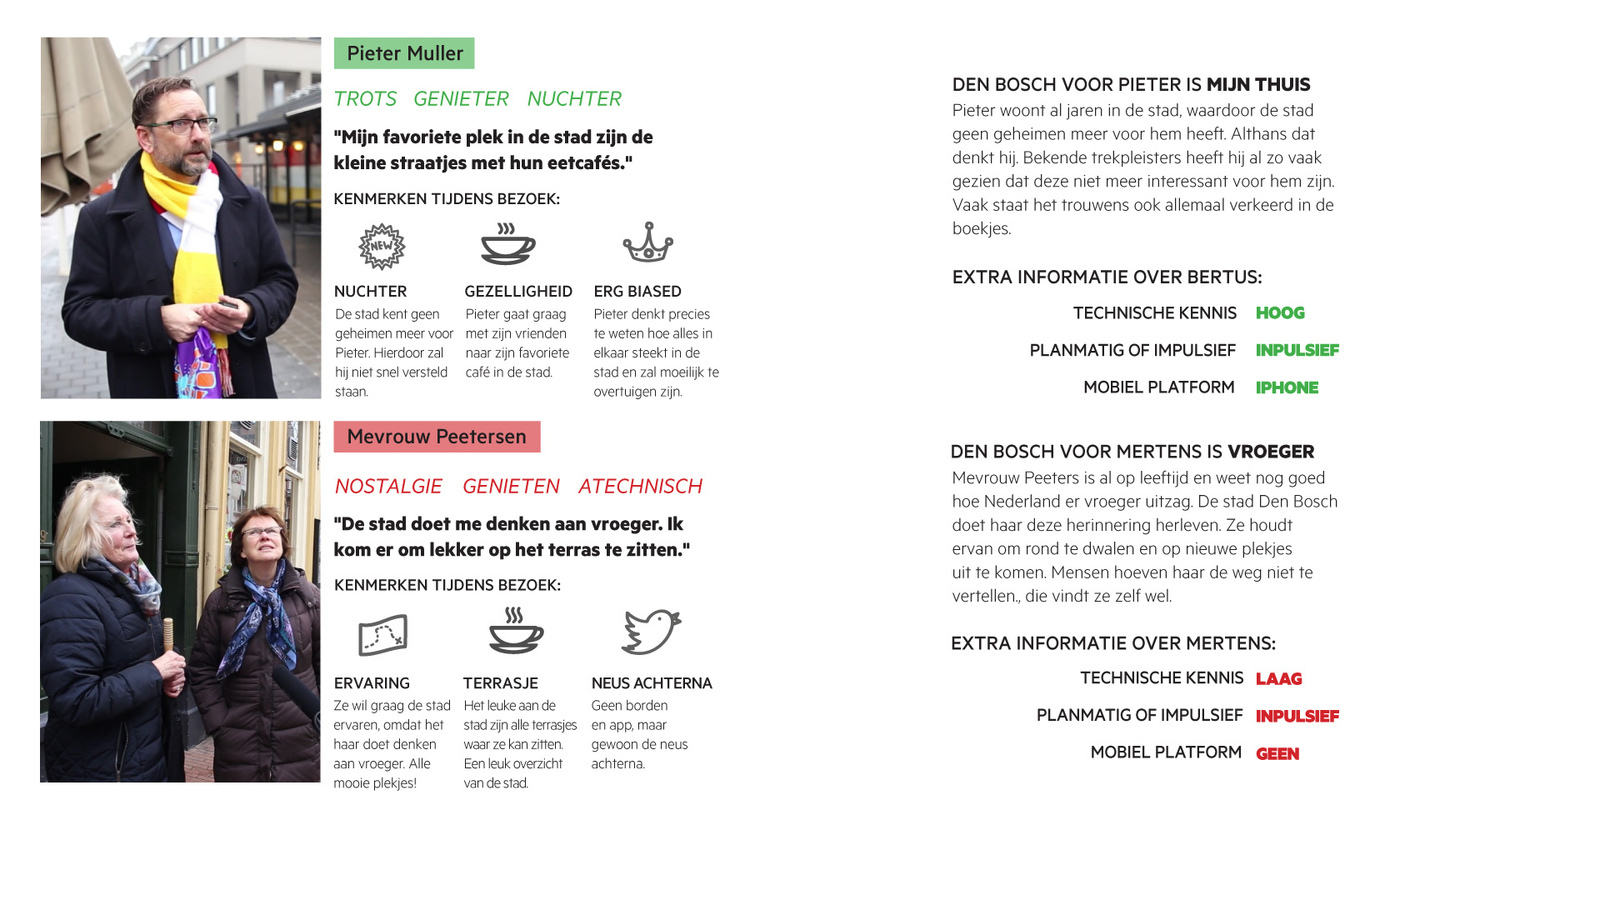 Pieter Muller
TROTS GENIETER NUCHTER
"Mijn favoriete plek in de stad zijn de
kleine straatjes met hun eetcafés."
KENMERKEN TIJDENS BEZOEK:
NEW
NUCHTER
De stad kent geen
geheimen meer voor
Pieter. Hierdoor zal
hij niet snel versteld
staan.
GEZELLIGHEID
Pieter gaat graag
met zijn vrienden
naar zijn favoriete
café in de stad.
ERG BIASED
Pieter denkt precies
te weten hoe alles in
elkaar steekt in de
stad en zal moeilijk te
overtuigen zijn.
DEN BOSCH VOOR PIETER IS MIJN THUIS
Pieter woont al jaren in de stad, waardoor de stad
geen geheimen meer voor hem heeft. Althans dat
denkt hij. Bekende trekpleisters heeft hij al zo vaak
gezien dat deze niet meer interessant voor hem zijn.
Vaak staat het trouwens ook allemaal verkeerd in de
boekjes.
EXTRA INFORMATIE OVER BERTUS:
TECHNISCHE KENNIS HOOG
PLANMATIG OF IMPULSIEF INPULSIEF
MOBIEL PLATFORM IPHONE
Mevrouw Peetersen
NOSTALGIE GENIETEN ATECHNISCH
"De stad doet me denken aan vroeger. Ik
kom er om lekker op het terras te zitten."
KENMERKEN TIJDENS BEZOEK:
ERVARING
Ze wil graag de stad
ervaren, omdat het
haar doet denken
aan vroeger. Alle
mooie plekjes!
TERRASJE
Het leuke aan de
stad zijn alle terrasjes
waar ze kan zitten.
Een leuk overzicht
van de stad.
NEUS ACHTERNA
Geen borden
en app, maar
gewoon de neus
achterna.
DEN BOSCH VOOR MERTENS IS VROEGER
Mevrouw Peeters is al op leeftijd en weet nog goed
hoe Nederland er vroeger uitzag. De stad Den Bosch
doet haar deze herinnering herleven. Ze houdt
ervan om rond te dwalen en op nieuwe plekjes
uit te komen. Mensen hoeven haar de weg niet te
vertellen., die vindt ze zelf wel.
EXTRA INFORMATIE OVER MERTENS:
TECHNISCHE KENNIS LAAG
PLANMATIG OF IMPULSIEF INPULSIEF
MOBIEL PLATFORM GEEN